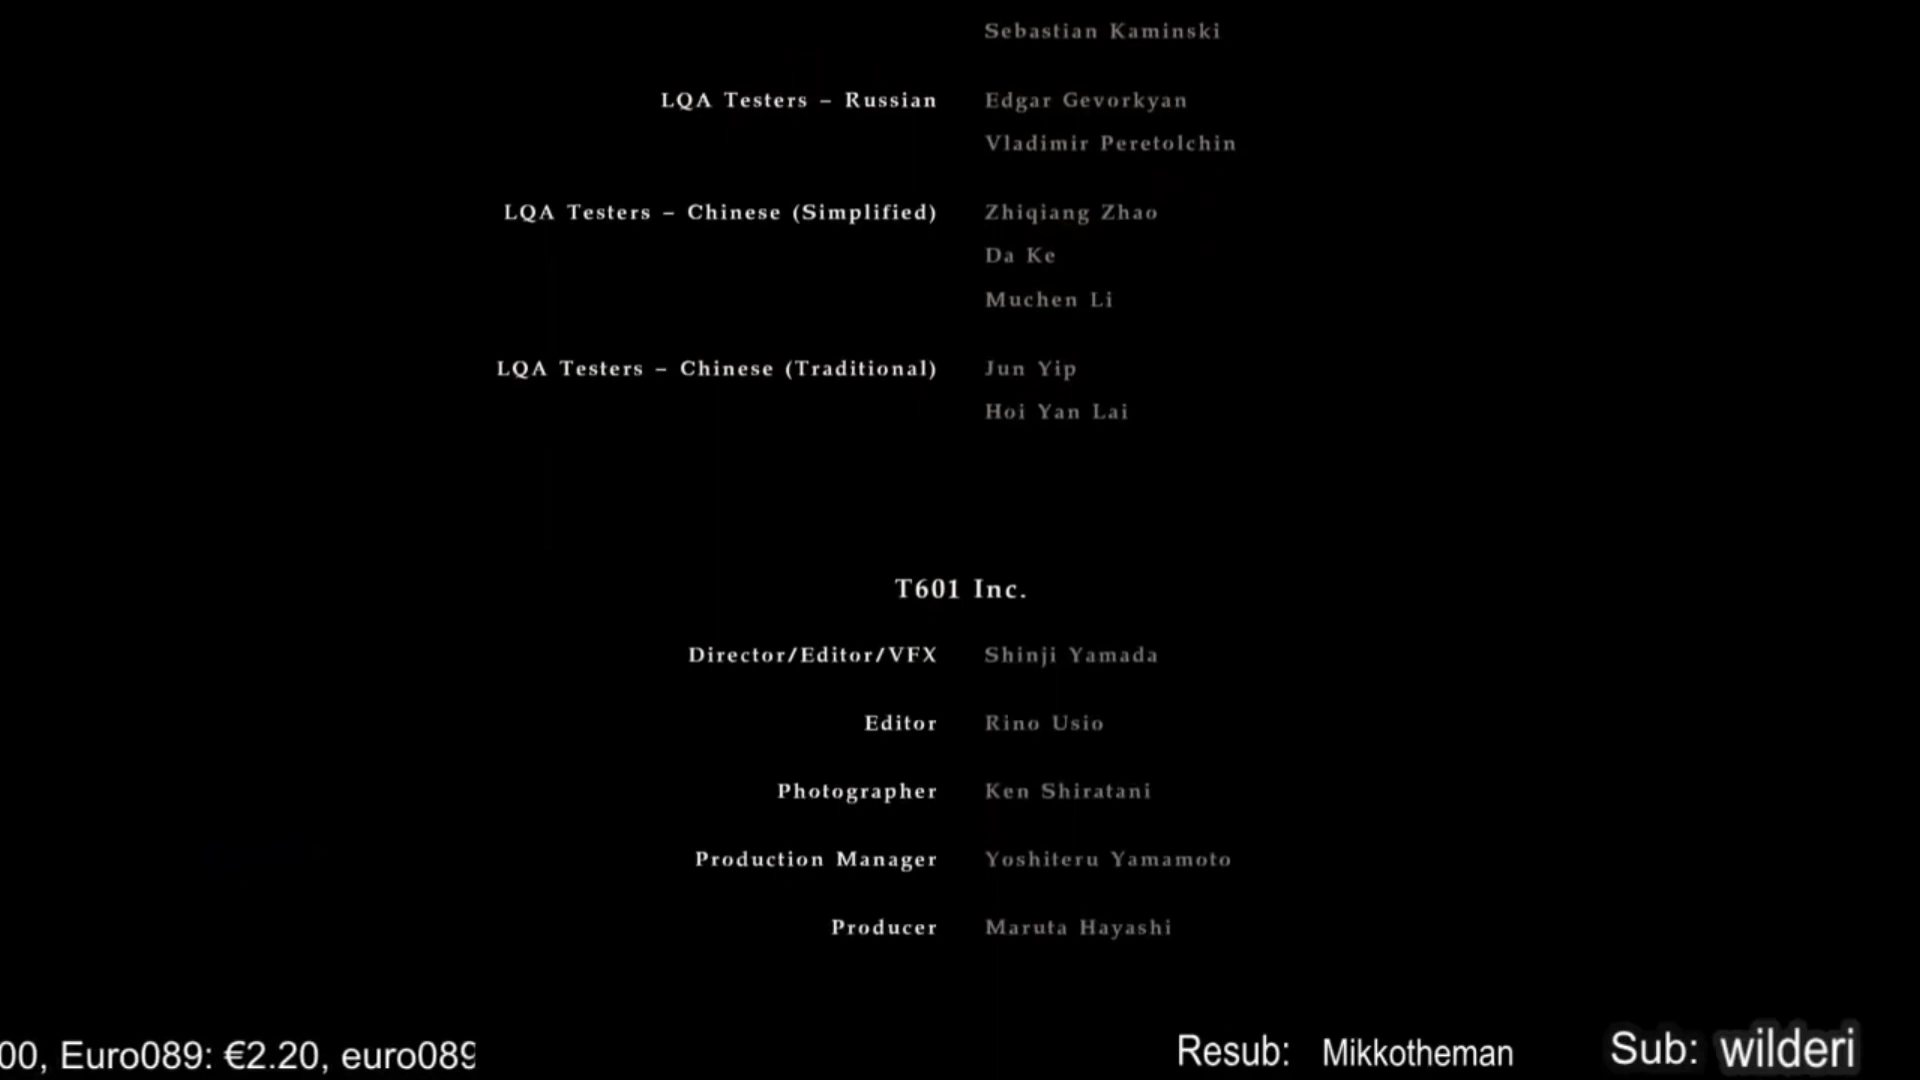 Sebastian Kaminski
LQA Testers – Russian Edgar Gevorkyan
Vladimir Peretolchin
LQA Testers – Chinese (Simplified) Zhiqiang Zhao
Da Ke
Muchen Li
LQA Testers – Chinese (Traditional) Jun Yip
Hoi Yan Lai
T601 Inc.
Director/Editor/VFX Shinji Yamada
Editor Rino Usio
Photographer Ken Shiratani
Production Manager Yoshiteru Yamamoto
Producer Maruta Hayashi
00, Euro089: €2.20, euro089 Resub: Mikkotheman Sub: wilderi